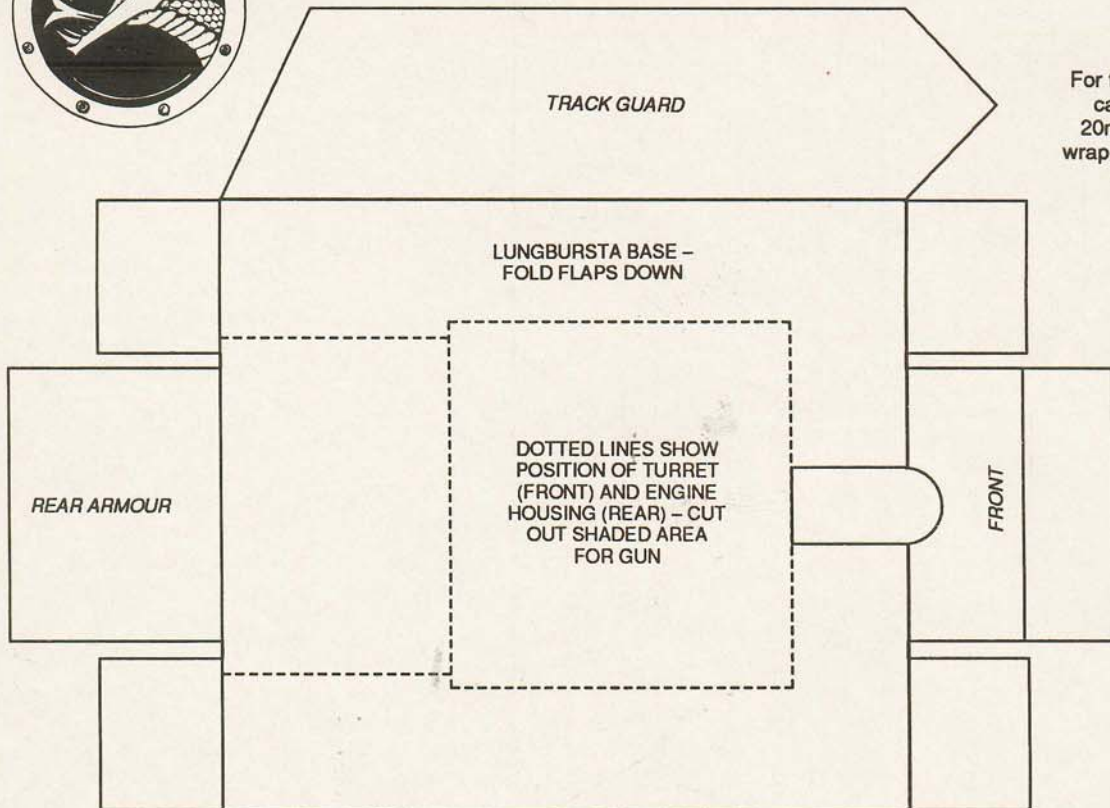 TRACK GUARD
For
ca
wrap
LUNGBURSTA BASE –
FOLD FLAPS DOWN
DOTTED LINES SHOW
POSITION OF TURRET
(FRONT) AND ENGINE
HOUSING (REAR) – CUT
OUT SHADED AREA
FOR GUN
REAR ARMOUR
FRONT